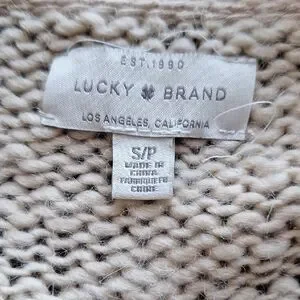 EST. 1990
LUCKY BRAND
LOS ANGELES, CALIFORNIA
S/P
MADE IN
CHINA
FABRIQUÉ EN
CHINE